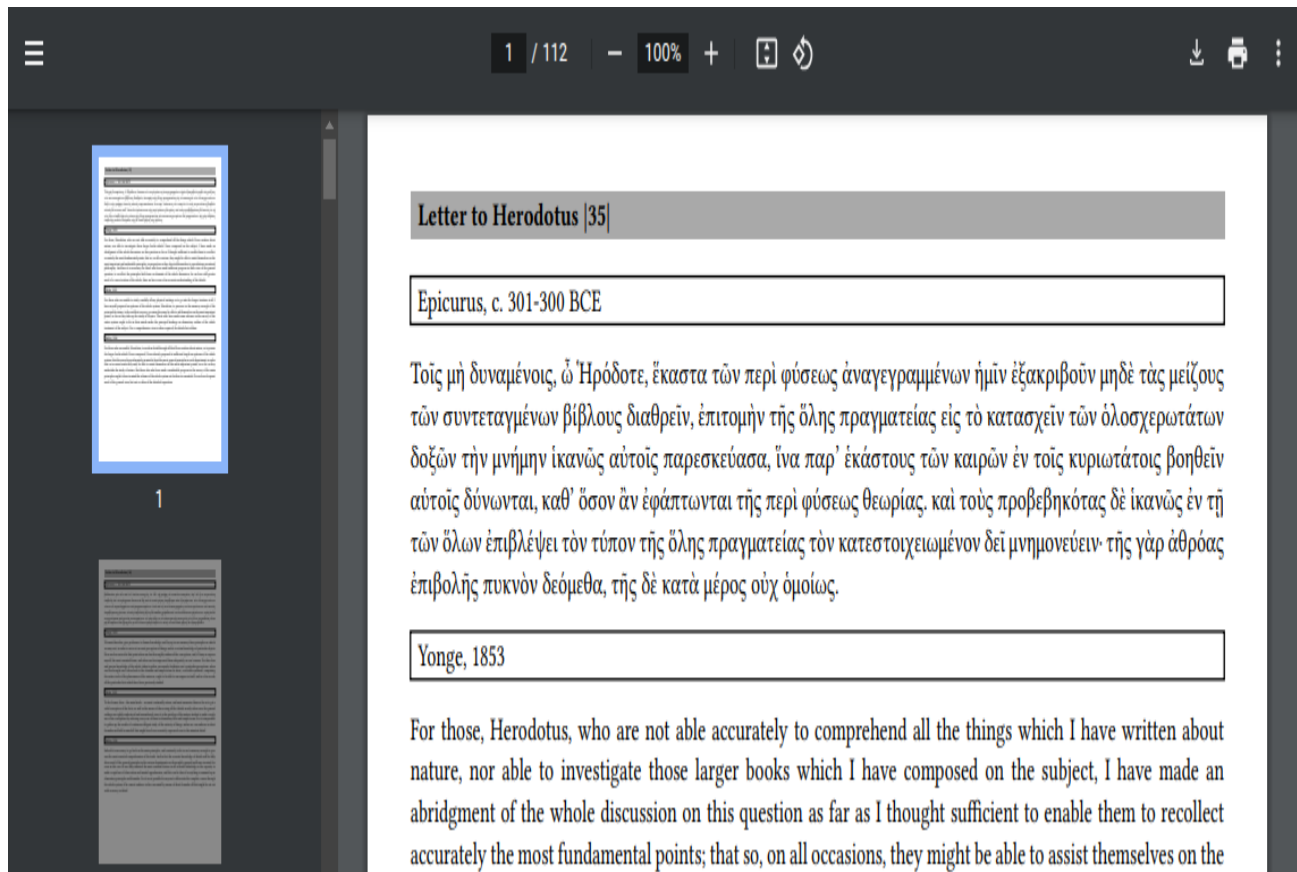 1 / 112
100%
1
Letter to Herodotus |35|
Epicurus, c. 301-300 BCE
Τοῖς μὴ δυναμένοις, ὦ Ἡρόδοτε, ἕκαστα τῶν περὶ φύσεως ἀναγεγραμμένων ἡμῖν ἐξακριβοῦν μηδὲ τὰς μείζους
τῶν συντεταγμένων βίβλους διαθρεῖν, ἐπιτομὴν τῆς ὅλης πραγματείας εἰς τὸ κατασχεῖν τῶν ὁλοσχερωτάτων
δοξῶν τὴν μνήμην ἱκανῶς αὐτοῖς παρεσκεύασα, ἵνα παρ’ ἑκάστους τῶν καιρῶν ἐν τοῖς κυριωτάτοις βοηθεῖν
αὑτοῖς δύνωνται, καθ’ ὅσον ἂν ἐφάπτωνται τῆς περὶ φύσεως θεωρίας. καὶ τοὺς προβεβηκότας δὲ ἱκανῶς ἐν τῇ
τῶν ὅλων ἐπιβλέψει τὸν τύπον τῆς ὅλης πραγματείας τὸν κατεστοιχειωμένον δεῖ μνημονεύειν· τῆς γὰρ ἀθρόας
ἐπιβολῆς πυκνὸν δεόμεθα, τῆς δὲ κατὰ μέρος οὐχ ὁμοίως.
Yonge, 1853
For those, Herodotus, who are not able accurately to comprehend all the things which I have written about
nature, nor able to investigate those larger books which I have composed on the subject, I have made an
abridgment of the whole discussion on this question as far as I thought sufficient to enable them to recollect
accurately the most fundamental points; that so, on all occasions, they might be able to assist themselves on the